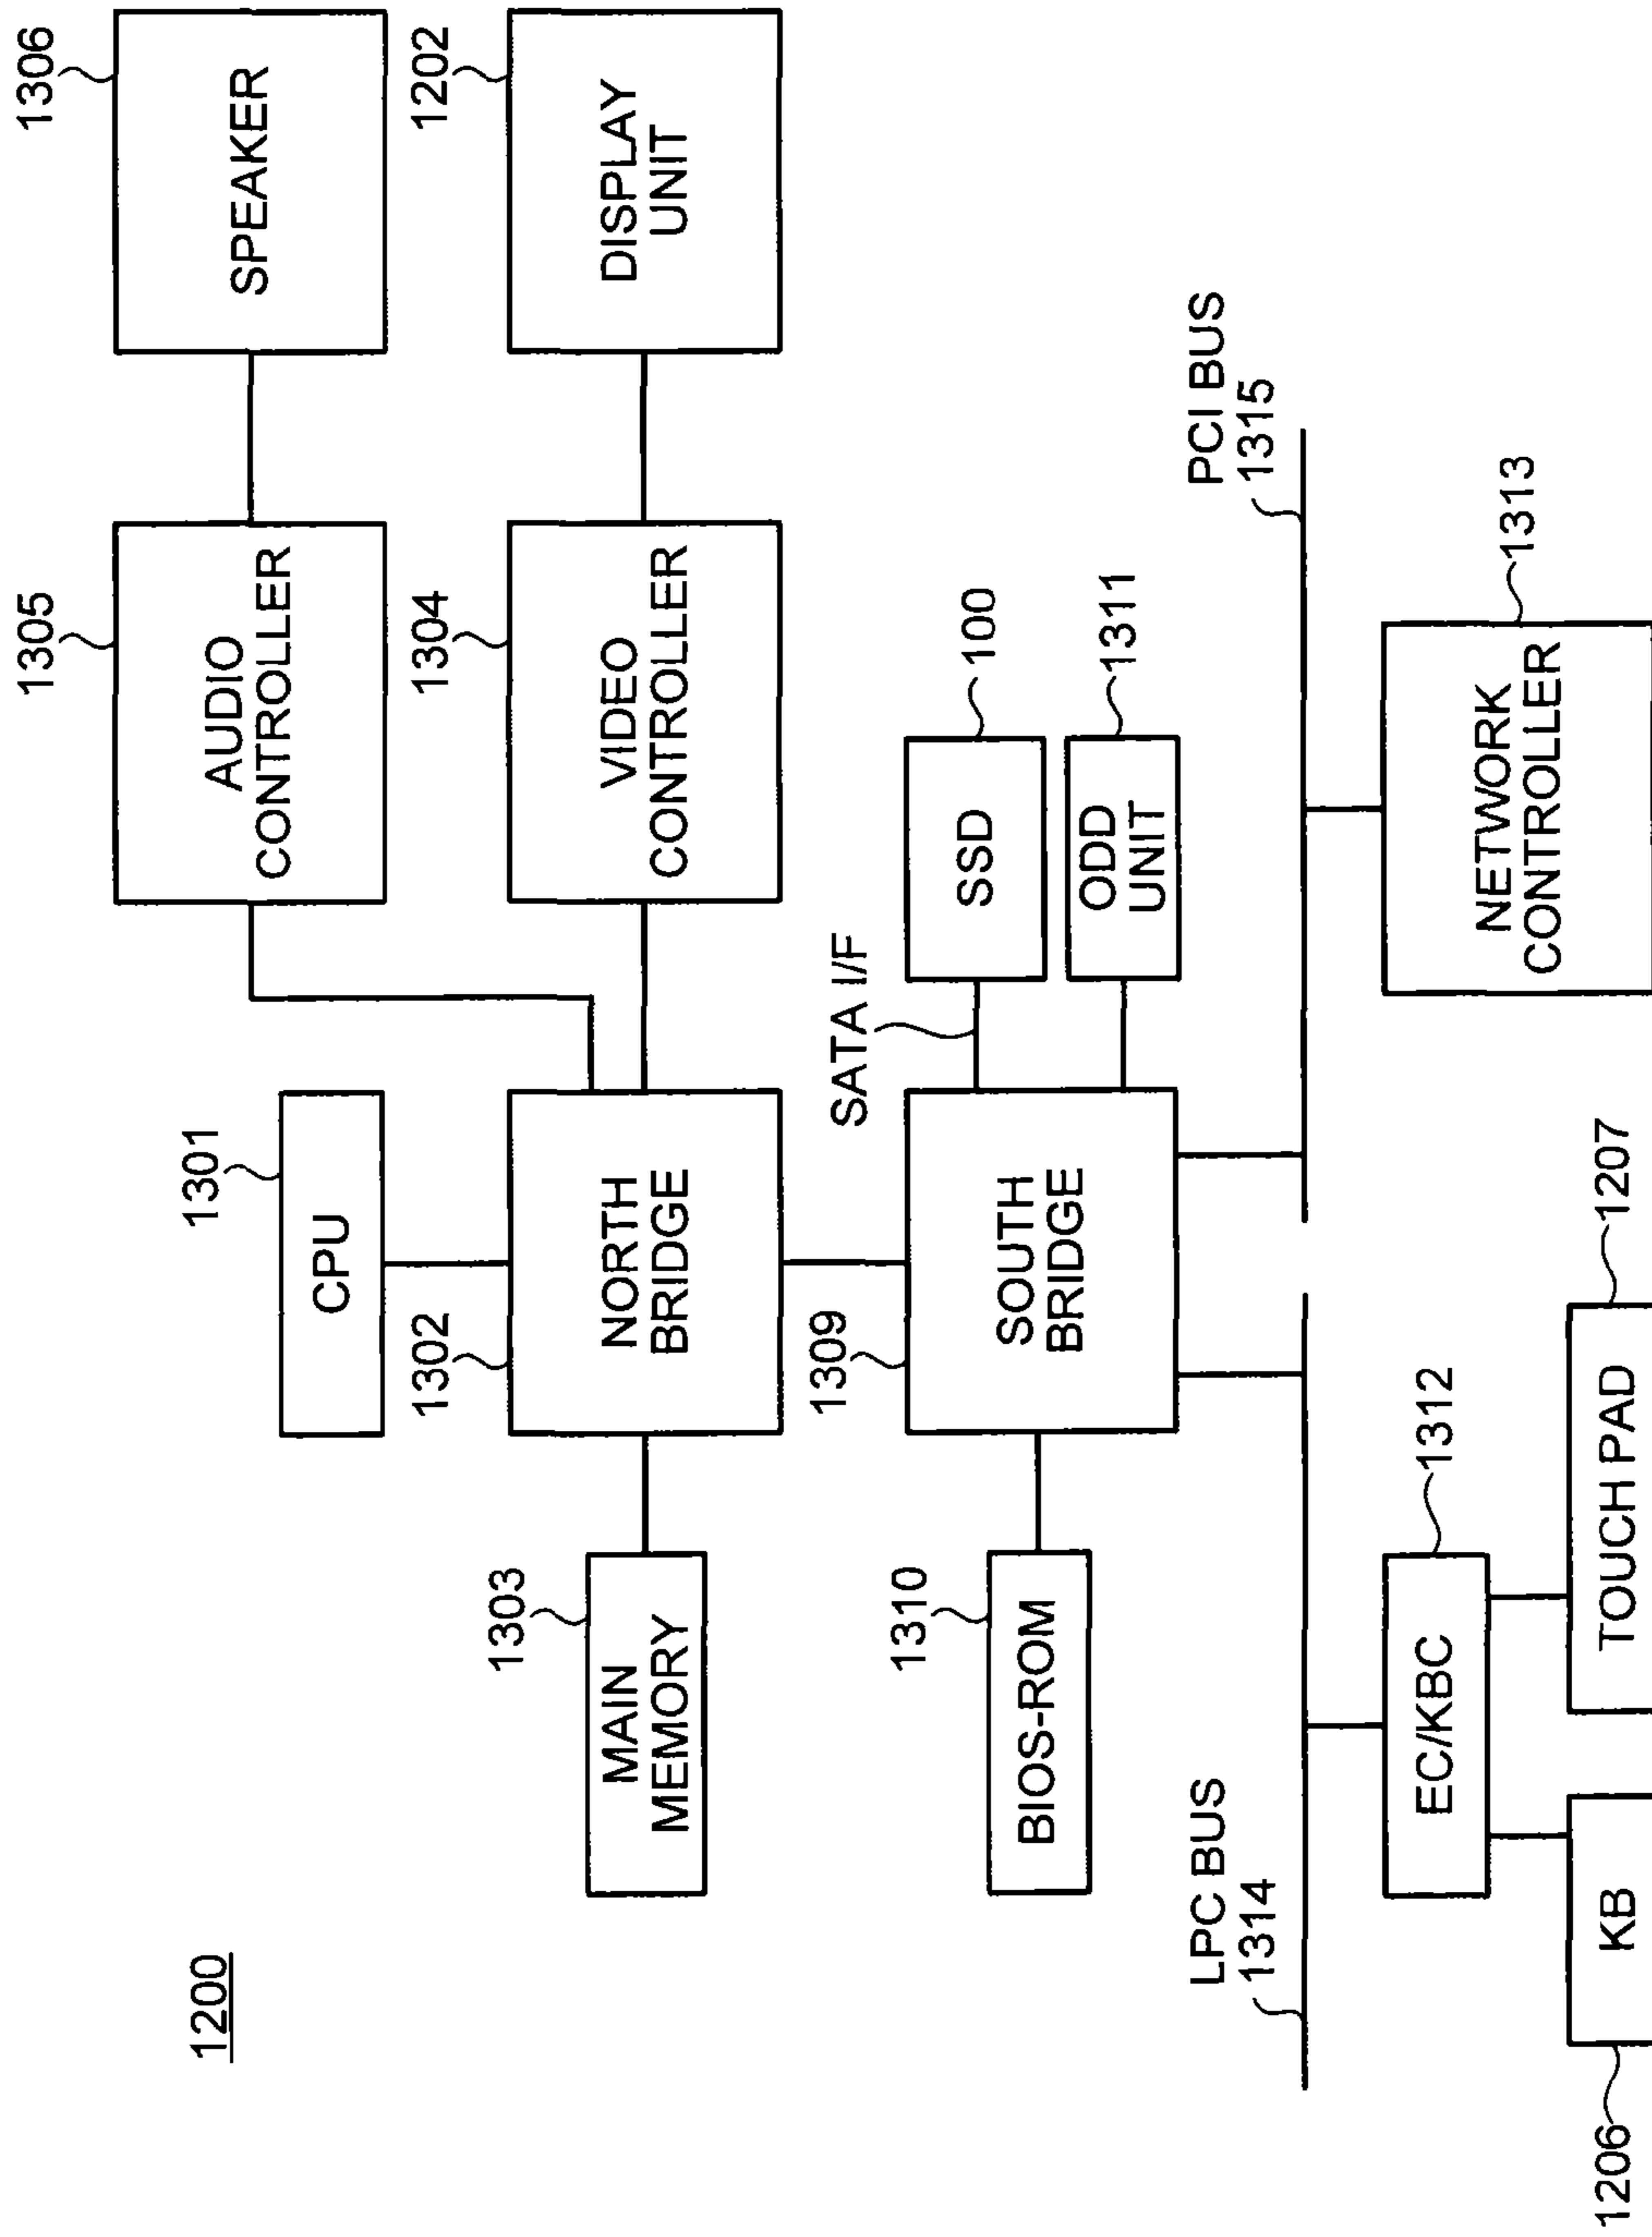 1200
1301
CPU
1305
AUDIO
CONTROLLER
1306
SPEAKER
1303
MAIN
MEMORY
1302
NORTH
BRIDGE
1304
VIDEO
CONTROLLER
1202
DISPLAY
UNIT
1310
BIOS-ROM
1309
SOUTH
BRIDGE
SATA I/F
SSD
100
ODD
UNIT
1311
LPC BUS
1314
PCI BUS
1315
EC/KBC
1312
NETWORK
CONTROLLER
1313
1206
KB
TOUCH PAD
1207